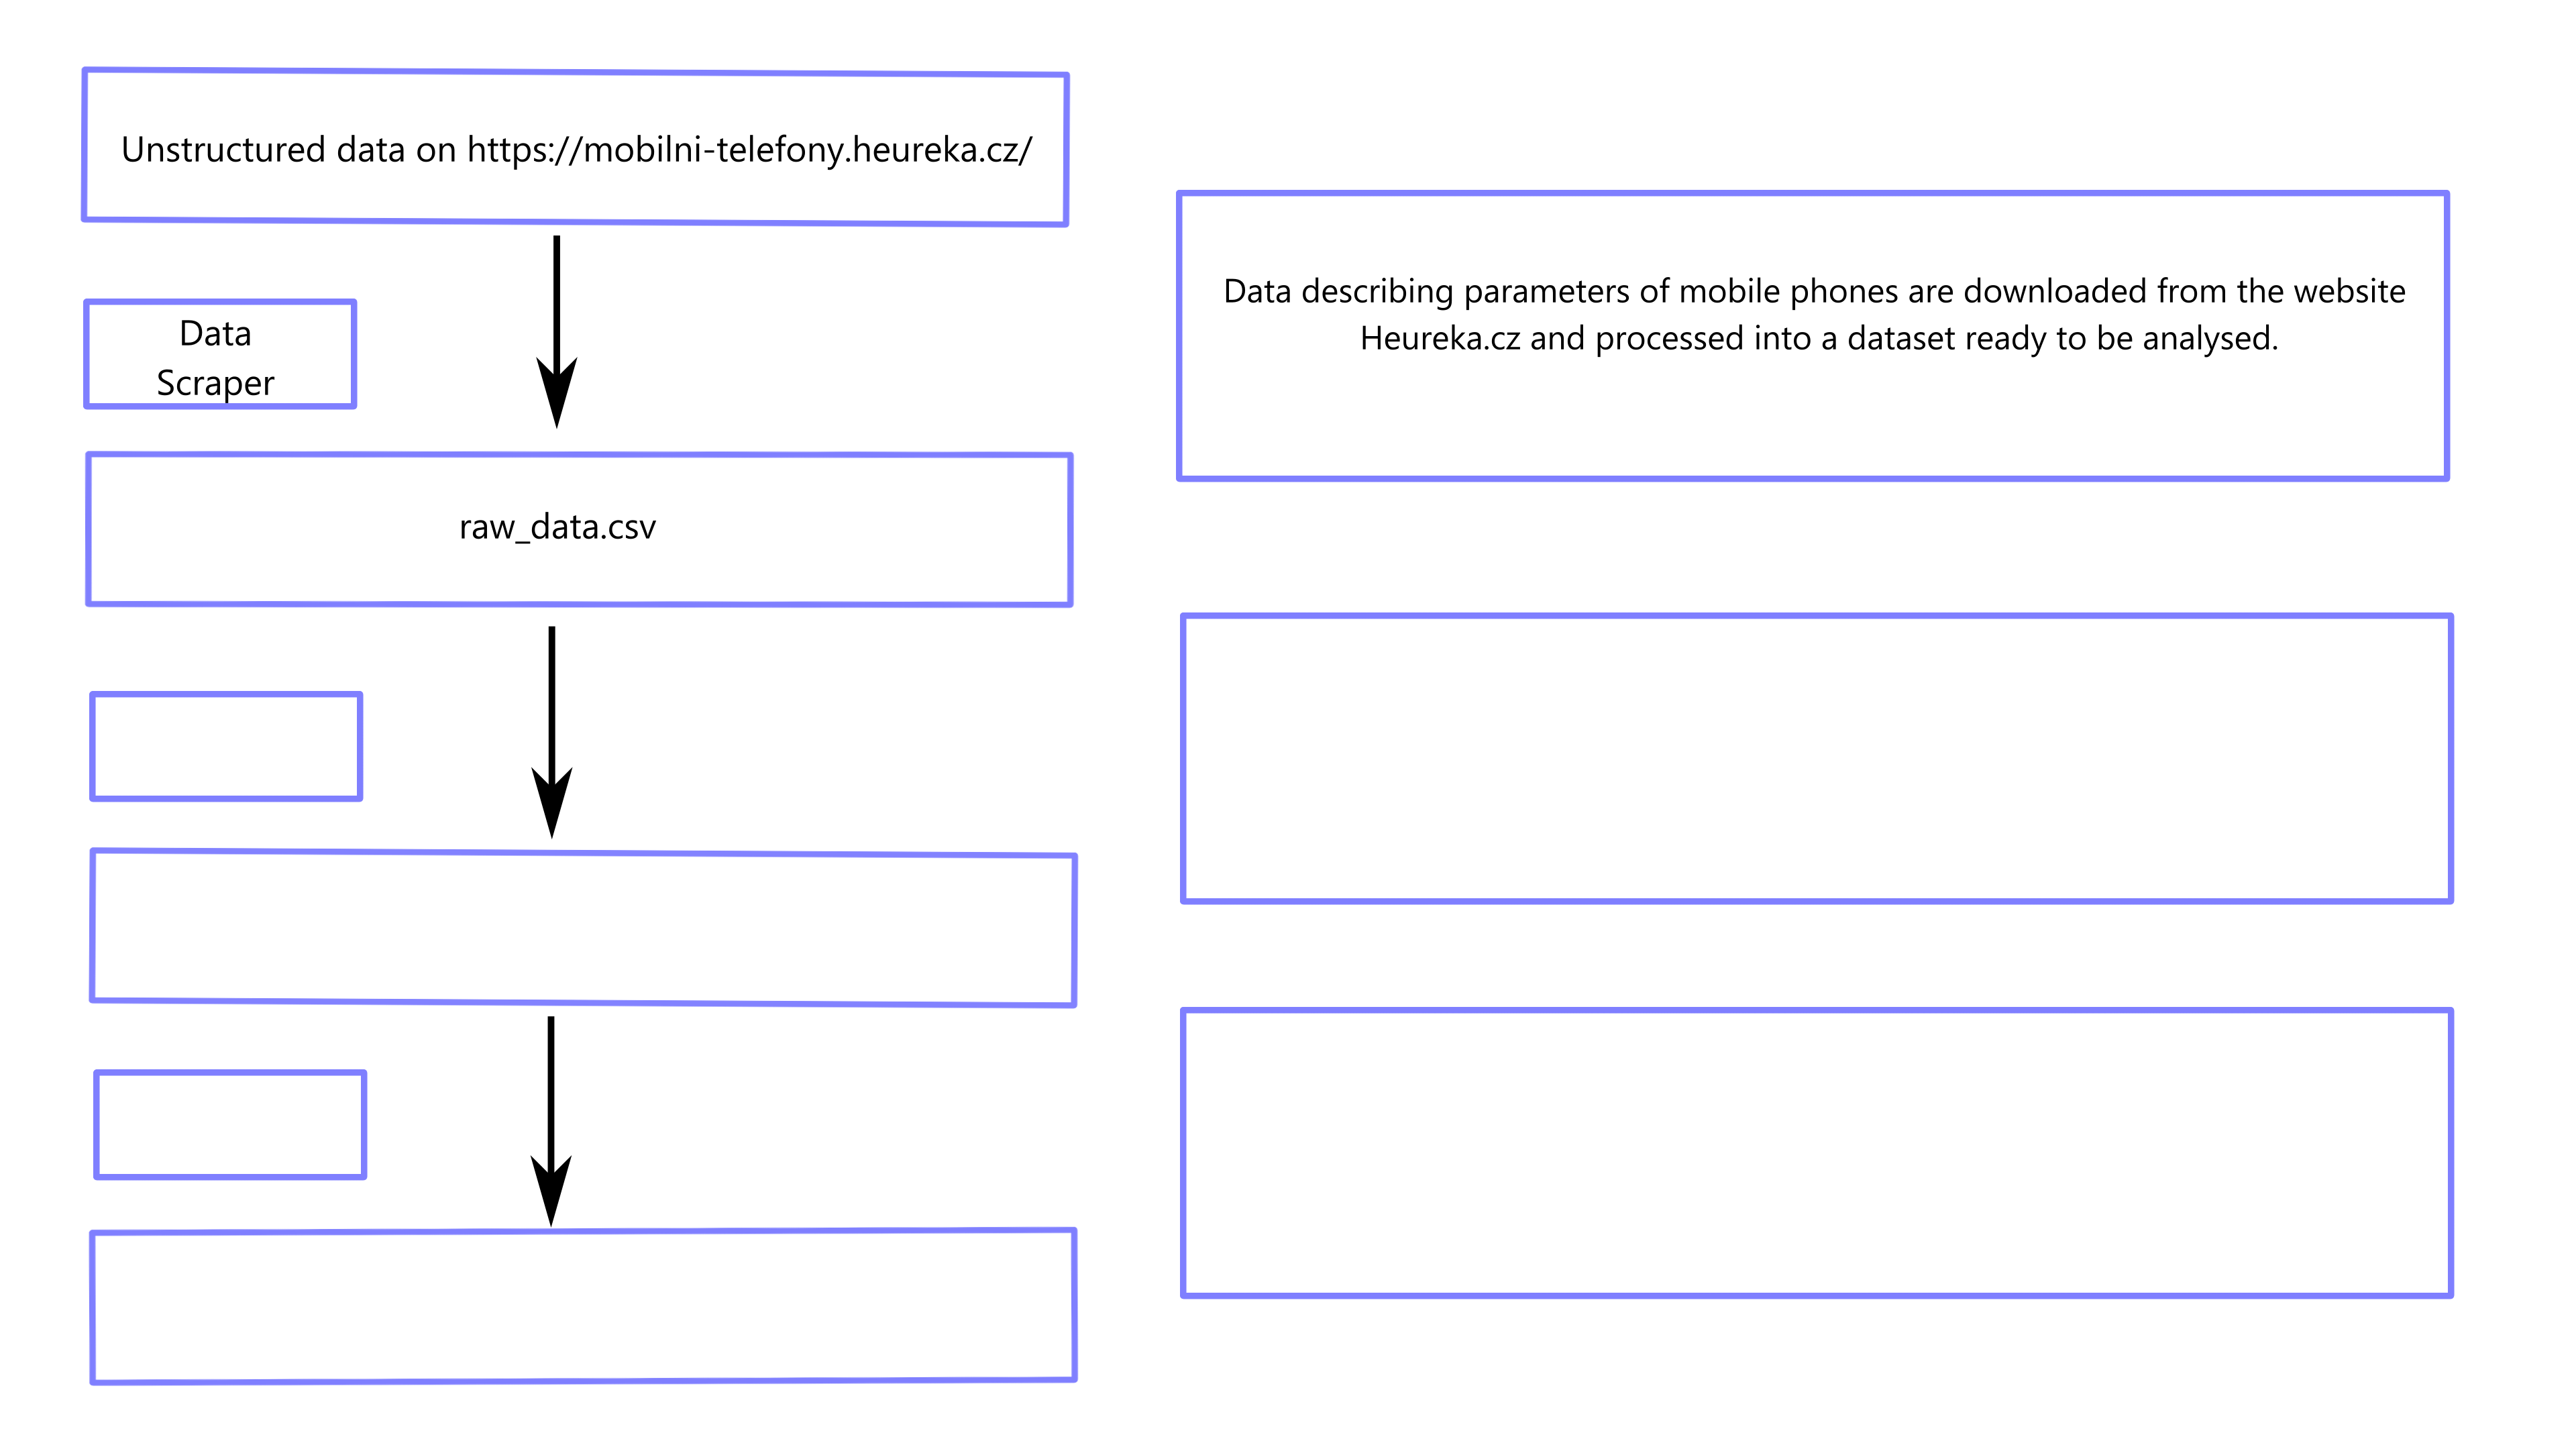 Unstructured data on https://mobilni-telefony.heureka.cz/
Data describing parameters of mobile phones are downloaded from the website
Heureka.cz and processed into a dataset ready to be analysed.
Data
Scraper
raw_data.csv